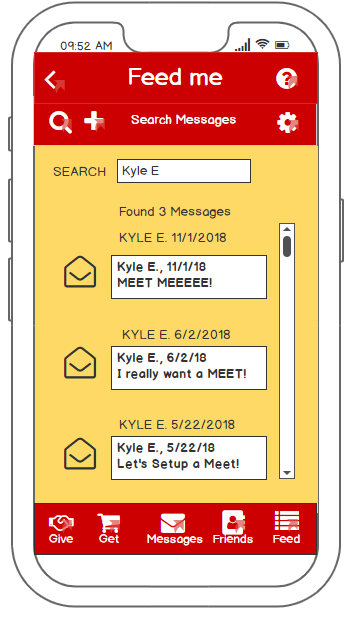 09:52 AM
Feed me
?
Search Messages
SEARCH Kyle E
Found 3 Messages
KYLE E. 11/1/2018
Kyle E., 11/1/18
MEET MEEEEE!
KYLE E. 6/2/2018
Kyle E., 6/2/18
I really want a MEET!
KYLE E. 5/22/2018
Kyle E., 5/22/18
Let's Setup a Meet!
Give Get Messages Friends Feed